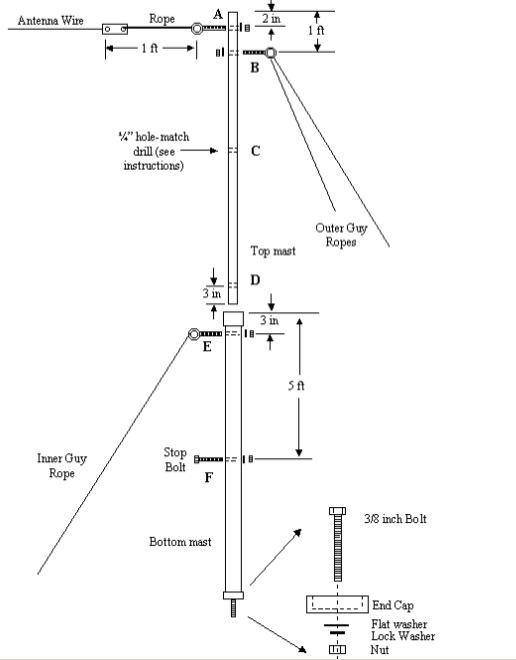 Antenna Wire
Rope
A
2 in
1 ft
1 ft
B
¼” hole-match
drill (see
instructions)
C
Outer Guy
Ropes
Top mast
D
3 in
3 in
E
5 ft
Inner Guy
Rope
Stop
Bolt
F
3/8 inch Bolt
Bottom mast
End Cap
Flat washer
Lock Washer
Nut